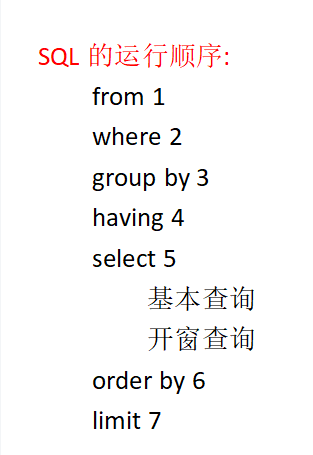 SQL 的运行顺序:
from 1
where 2
group by 3
having 4
select 5
基本查询
开窗查询
order by 6
limit 7